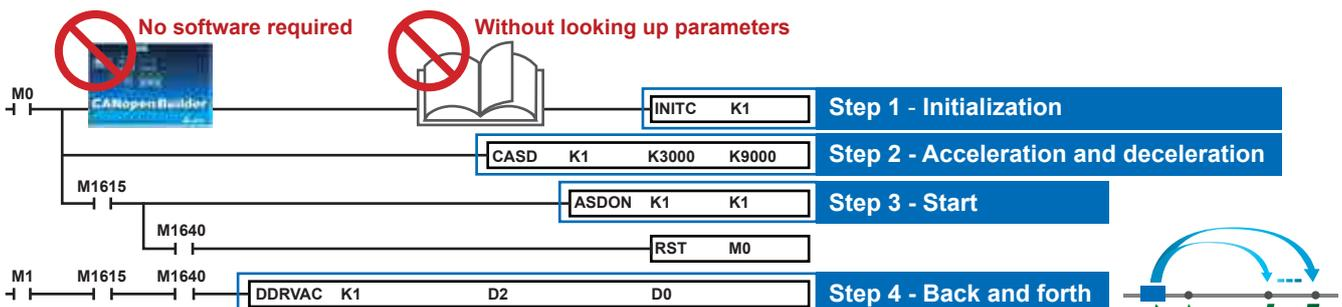 No software required
Without looking up parameters
M0
CANopen Builder
INITC K1
Step 1 - Initialization
CASD K1 K3000 K9000
Step 2 - Acceleration and deceleration
M1615
ASDON K1 K1
Step 3 - Start
M1640
RST M0
M1 M1615 M1640
DDRVAC K1 D2 D0
Step 4 - Back and forth